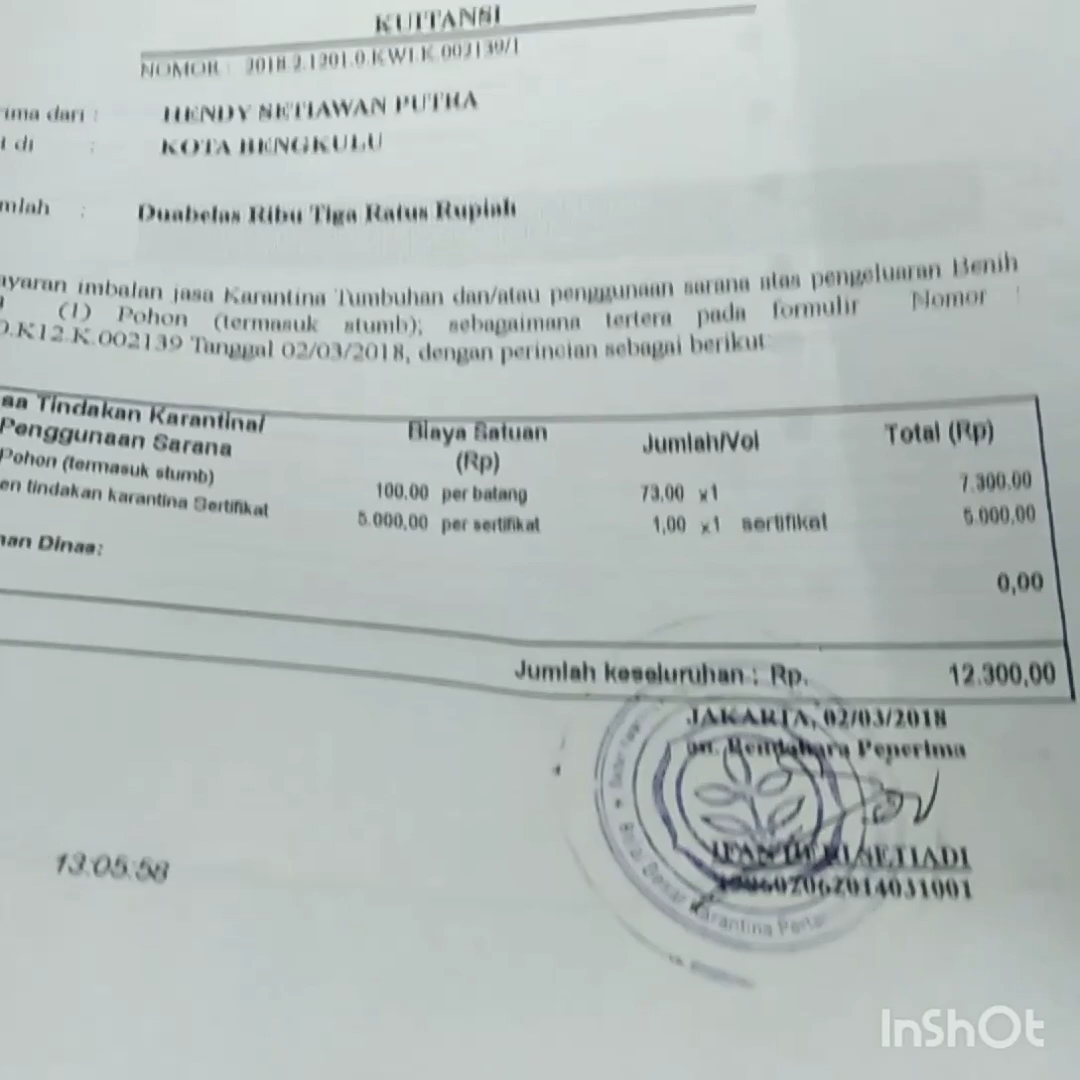 KUITANSI
NOMOR : 2018.2.1201.0.KWI.K.002139/1
ima dari : HENDY SETIAWAN PUTRA
t di : KOTA BENGKULU
mlah : Duabelas Ribu Tiga Ratus Rupiah
ayaran imbalan jasa Karantina Tumbuhan dan/atau penggunaan sarana atas pengeluaran Benih
(1) Pohon (termasuk stumb); sebagaimana tertera pada formulir Nomor :
0.K12.K.002139 Tanggal 02/03/2018, dengan perincian sebagai berikut
sa Tindakan Karantina/
Penggunaan Sarana Biaya Satuan
(Rp) Jumlah/Vol Total (Rp)
Pohon (termasuk stumb) 100.00 per batang 73,00 x1 7.300,00
en tindakan karantina Sertifikat 5.000,00 per sertifikat 1,00 x1 sertifikat 5.000,00
nan Dinas: 0,00
Jumlah keseluruhan : Rp. 12.300,00
JAKARTA, 02/03/2018
an. Bendahara Penerima
SETIADI
Karantina
13:05:58
InShOt